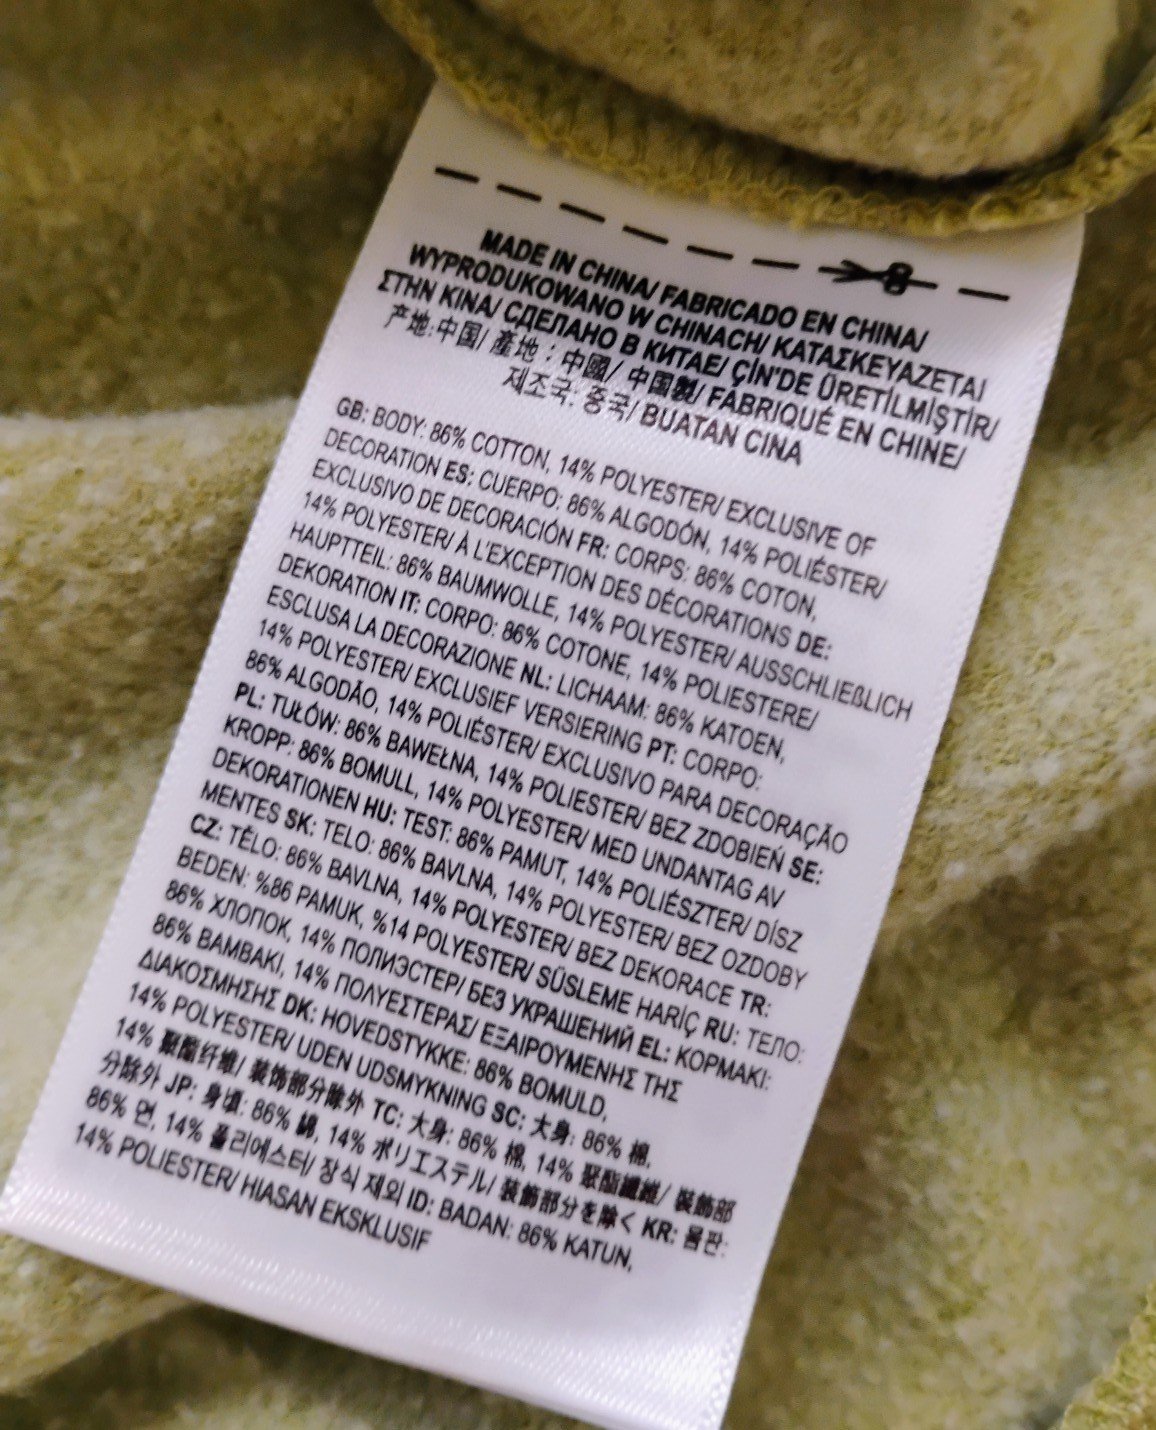 MADE IN CHINA/ FABRICADO EN CHINA/
WYPRODUKOWANO W CHINACH/ ΚΑΤΑΣΚΕΥΑΖΕΤΑΙ
ΣΤΗΝ ΚΙΝΑ/ СДЕЛАНО В КИТАЕ/ ÇİN'DE ÜRETİLMİŞTİR/
产地:中国/ 產地：中國/ 中国製/ FABRIQUÉ EN CHINE/
제조국: 중국/ BUATAN CINA
GB: BODY: 86% COTTON, 14% POLYESTER/ EXCLUSIVE OF
DECORATION ES: CUERPO: 86% ALGODÓN, 14% POLIÉSTER/
EXCLUSIVO DE DECORACIÓN FR: CORPS: 86% COTON,
14% POLYESTER/ À L'EXCEPTION DES DÉCORATIONS DE:
HAUPTTEIL: 86% BAUMWOLLE, 14% POLYESTER/ AUSSCHLIEßLICH
DEKORATION IT: CORPO: 86% COTONE, 14% POLIESTERE/
ESCLUSA LA DECORAZIONE NL: LICHAAM: 86% KATOEN,
14% POLYESTER/ EXCLUSIEF VERSIERING PT: CORPO:
86% ALGODÃO, 14% POLIÉSTER/ EXCLUSIVO PARA DECORAÇÃO
PL: TUŁÓW: 86% BAWEŁNA, 14% POLIESTER/ BEZ ZDOBIEŃ SE:
KROPP: 86% BOMULL, 14% POLYESTER/ MED UNDANTAG AV
DEKORATIONEN HU: TEST: 86% PAMUT, 14% POLIÉSZTER/ DÍSZ
MENTES SK: TELO: 86% BAVLNA, 14% POLYESTER/ BEZ OZDOBY
CZ: TĚLO: 86% BAVLNA, 14% POLYESTER/ BEZ DEKORACE TR:
BEDEN: %86 PAMUK, %14 POLYESTER/ SÜSLEME HARİÇ RU: ТЕЛО:
86% ХЛОПОК, 14% ПОЛИЭСТЕР/ БЕЗ УКРАШЕНИЙ EL: ΚΟΡΜΑΚΙ:
86% ΒΑΜΒΑΚΙ, 14% ΠΟΛΥΕΣΤΕΡΑΣ/ ΕΞΑΙΡΟΥΜΕΝΗΣ ΤΗΣ
ΔΙΑΚΟΣΜΗΣΗΣ DK: HOVEDSTYKKE: 86% BOMULD,
14% POLYESTER/ UDEN UDSMYKNING SC: 大身: 86% 棉,
14% 聚酯纤维/ 装饰部分除外 TC: 大身: 86% 棉, 14% 聚酯纖維/ 裝飾部
分除外 JP: 身頃: 86% 綿, 14% ポリエステル/ 装飾部分を除く KR: 몸판:
86% 면, 14% 폴리에스터/ 장식 제외 ID: BADAN: 86% KATUN,
14% POLIESTER/ HIASAN EKSKLUSIF